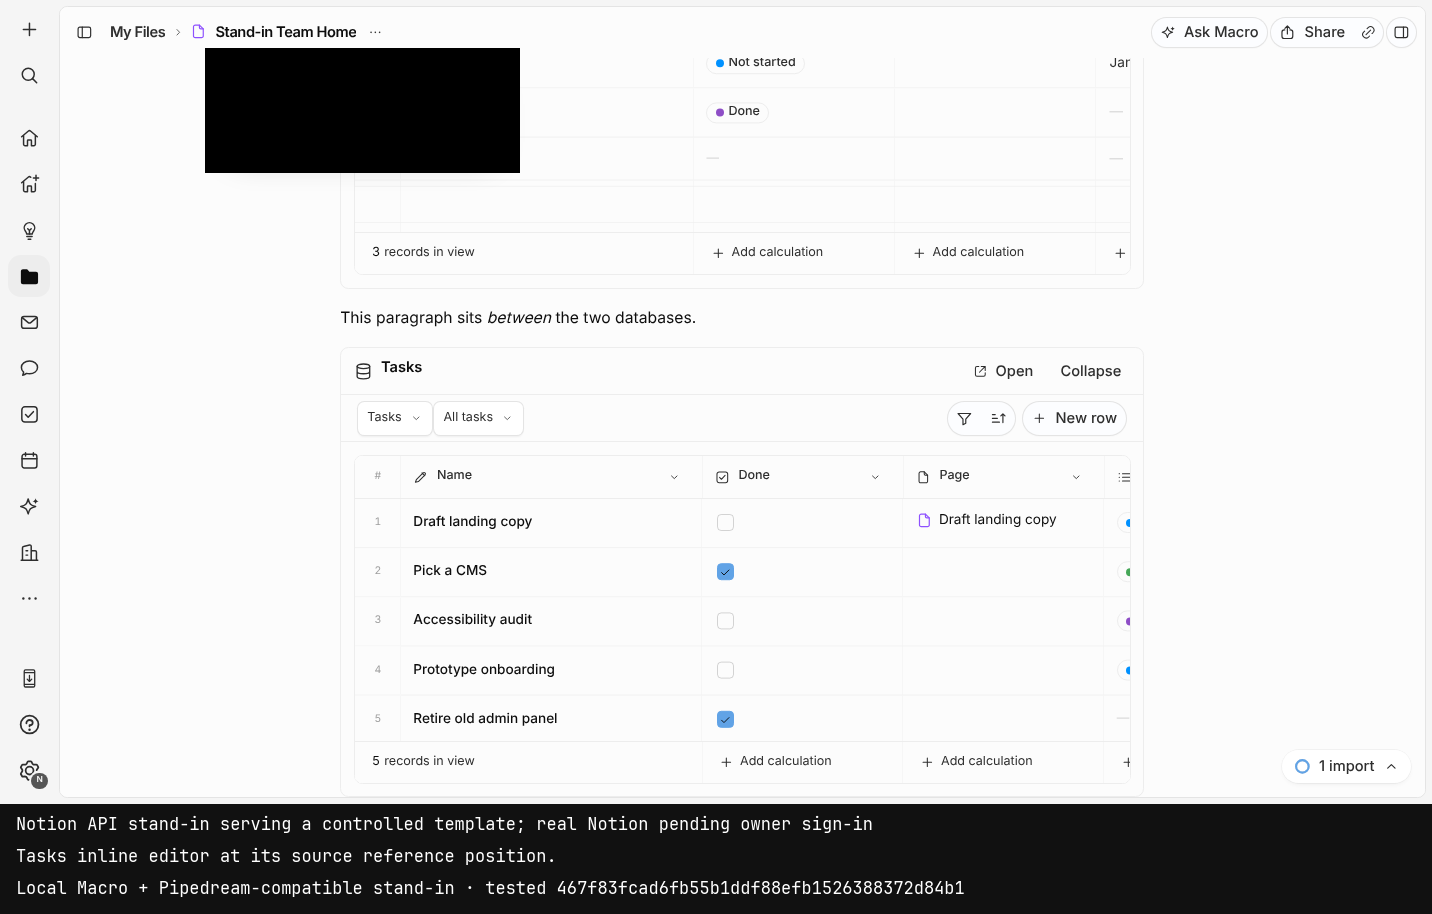 My Files
Stand-in Team Home
Ask Macro
Share
Not started
Jan
Done
3 records in view
Add calculation
Add calculation
This paragraph sits between the two databases.
Tasks
Open
Collapse
Tasks
All tasks
New row
# Name Done Page
1 Draft landing copy Draft landing copy
2 Pick a CMS
3 Accessibility audit
4 Prototype onboarding
5 Retire old admin panel
5 records in view
Add calculation
Add calculation
1 import
N
Notion API stand-in serving a controlled template; real Notion pending owner sign-in
Tasks inline editor at its source reference position.
Local Macro + Pipedream-compatible stand-in · tested 467f83fcad6fb55b1ddf88efb1526388372d84b1